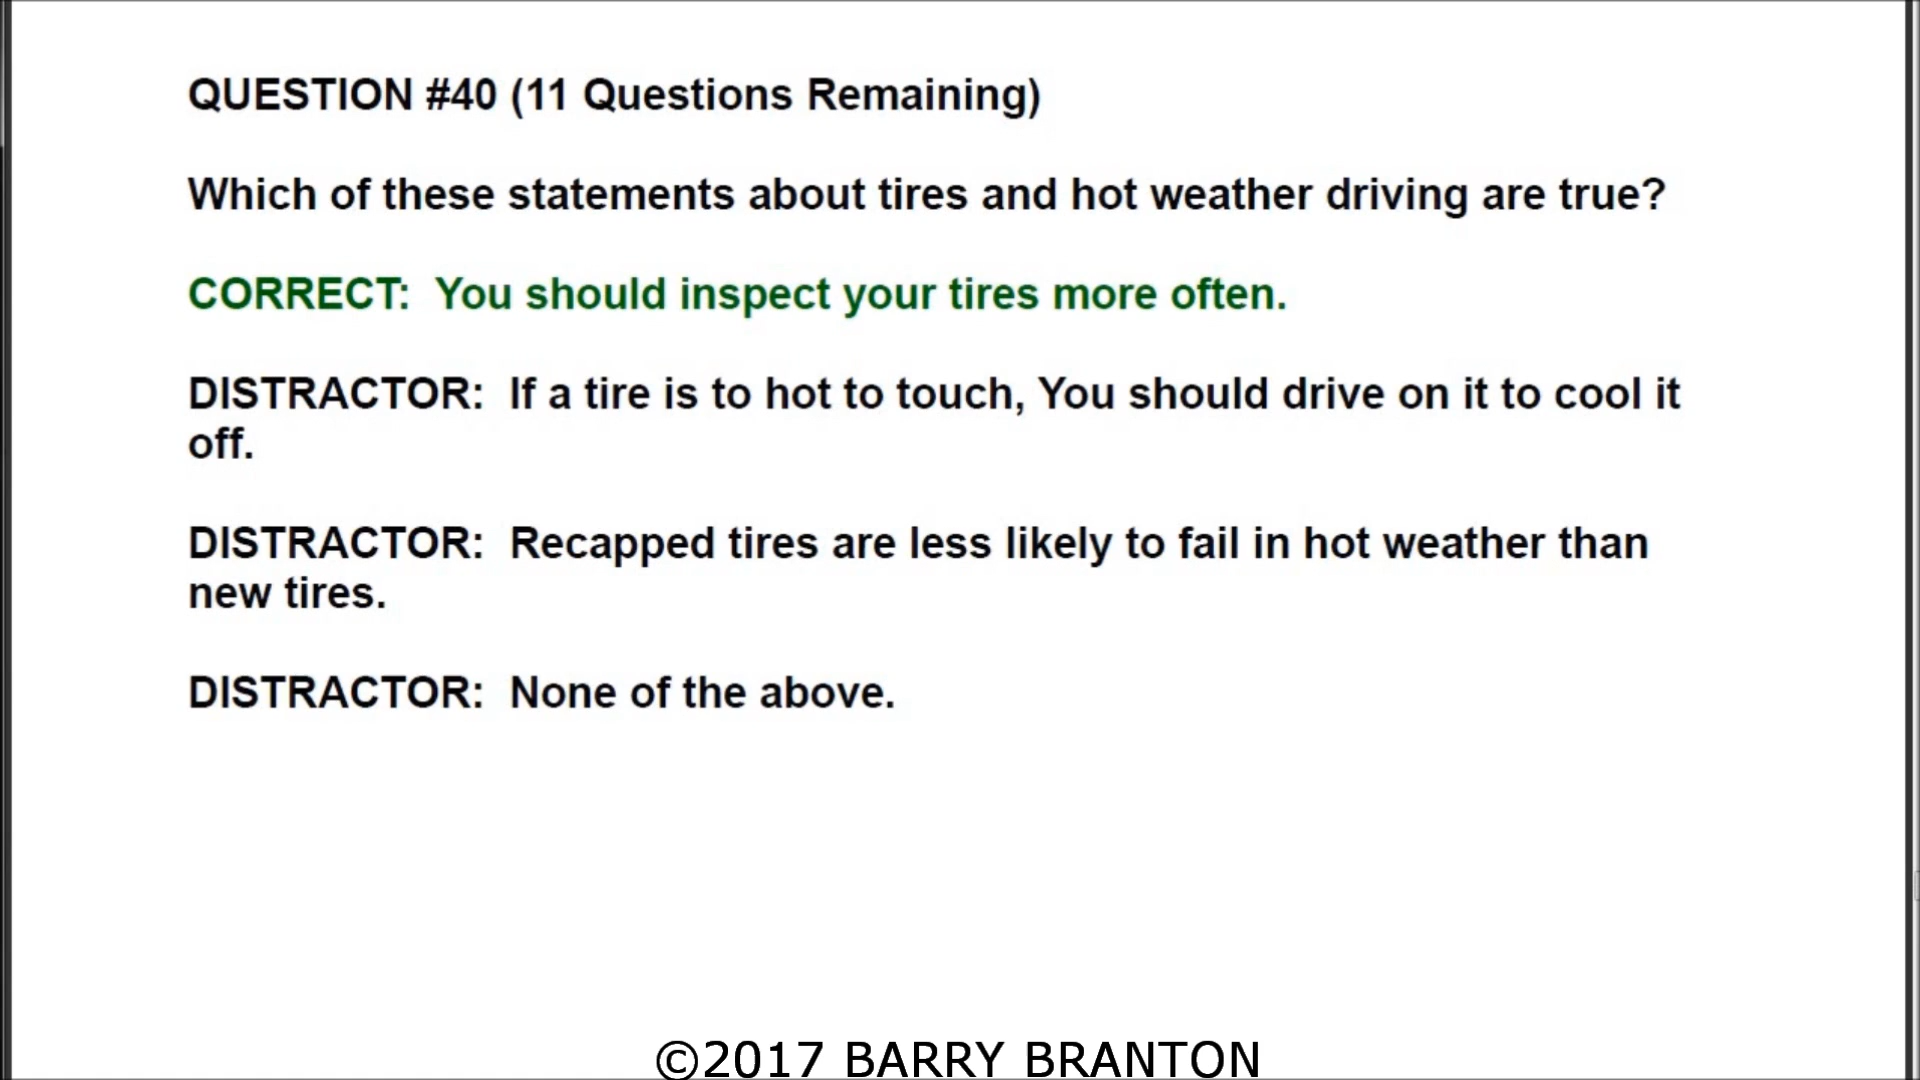 QUESTION #40 (11 Questions Remaining)
Which of these statements about tires and hot weather driving are true?
CORRECT:  You should inspect your tires more often.
DISTRACTOR:  If a tire is to hot to touch, You should drive on it to cool it
off.
DISTRACTOR:  Recapped tires are less likely to fail in hot weather than
new tires.
DISTRACTOR:  None of the above.
©2017 BARRY BRANTON